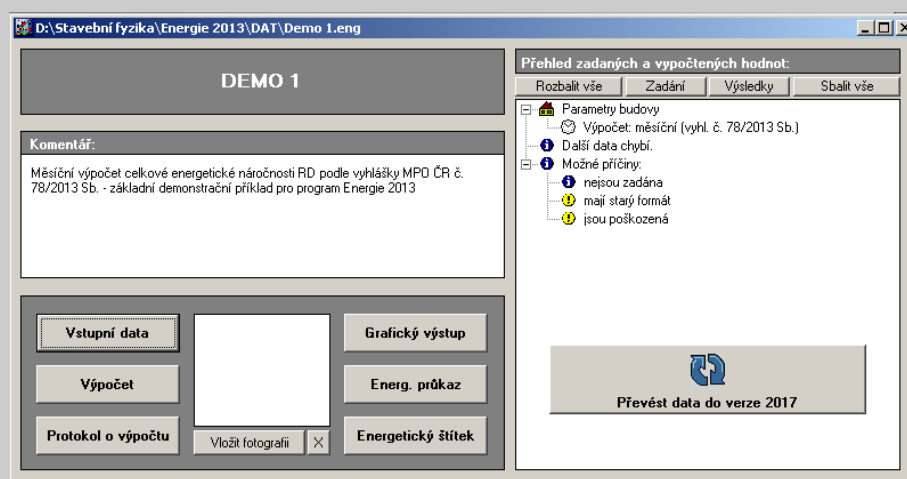 D:\Stavební fyzika\Energie 2013\DAT\Demo 1.eng
DEMO 1
Komentář:
Měsíční výpočet celkové energetické náročnosti RD podle vyhlášky MPO ČR č.
78/2013 Sb. - základní demonstrační příklad pro program Energie 2013
Vstupní data
Výpočet
Protokol o výpočtu
Vložit fotografii
X
Grafický výstup
Energ. průkaz
Energetický štítek
Přehled zadaných a vypočtených hodnot:
Rozbalit vše
Zadání
Výsledky
Sbalit vše
Parametry budovy
Výpočet: měsíční (vyhl. č. 78/2013 Sb.)
Další data chybí.
Možné příčiny:
nejsou zadána
mají starý formát
jsou poškozená
Převést data do verze 2017